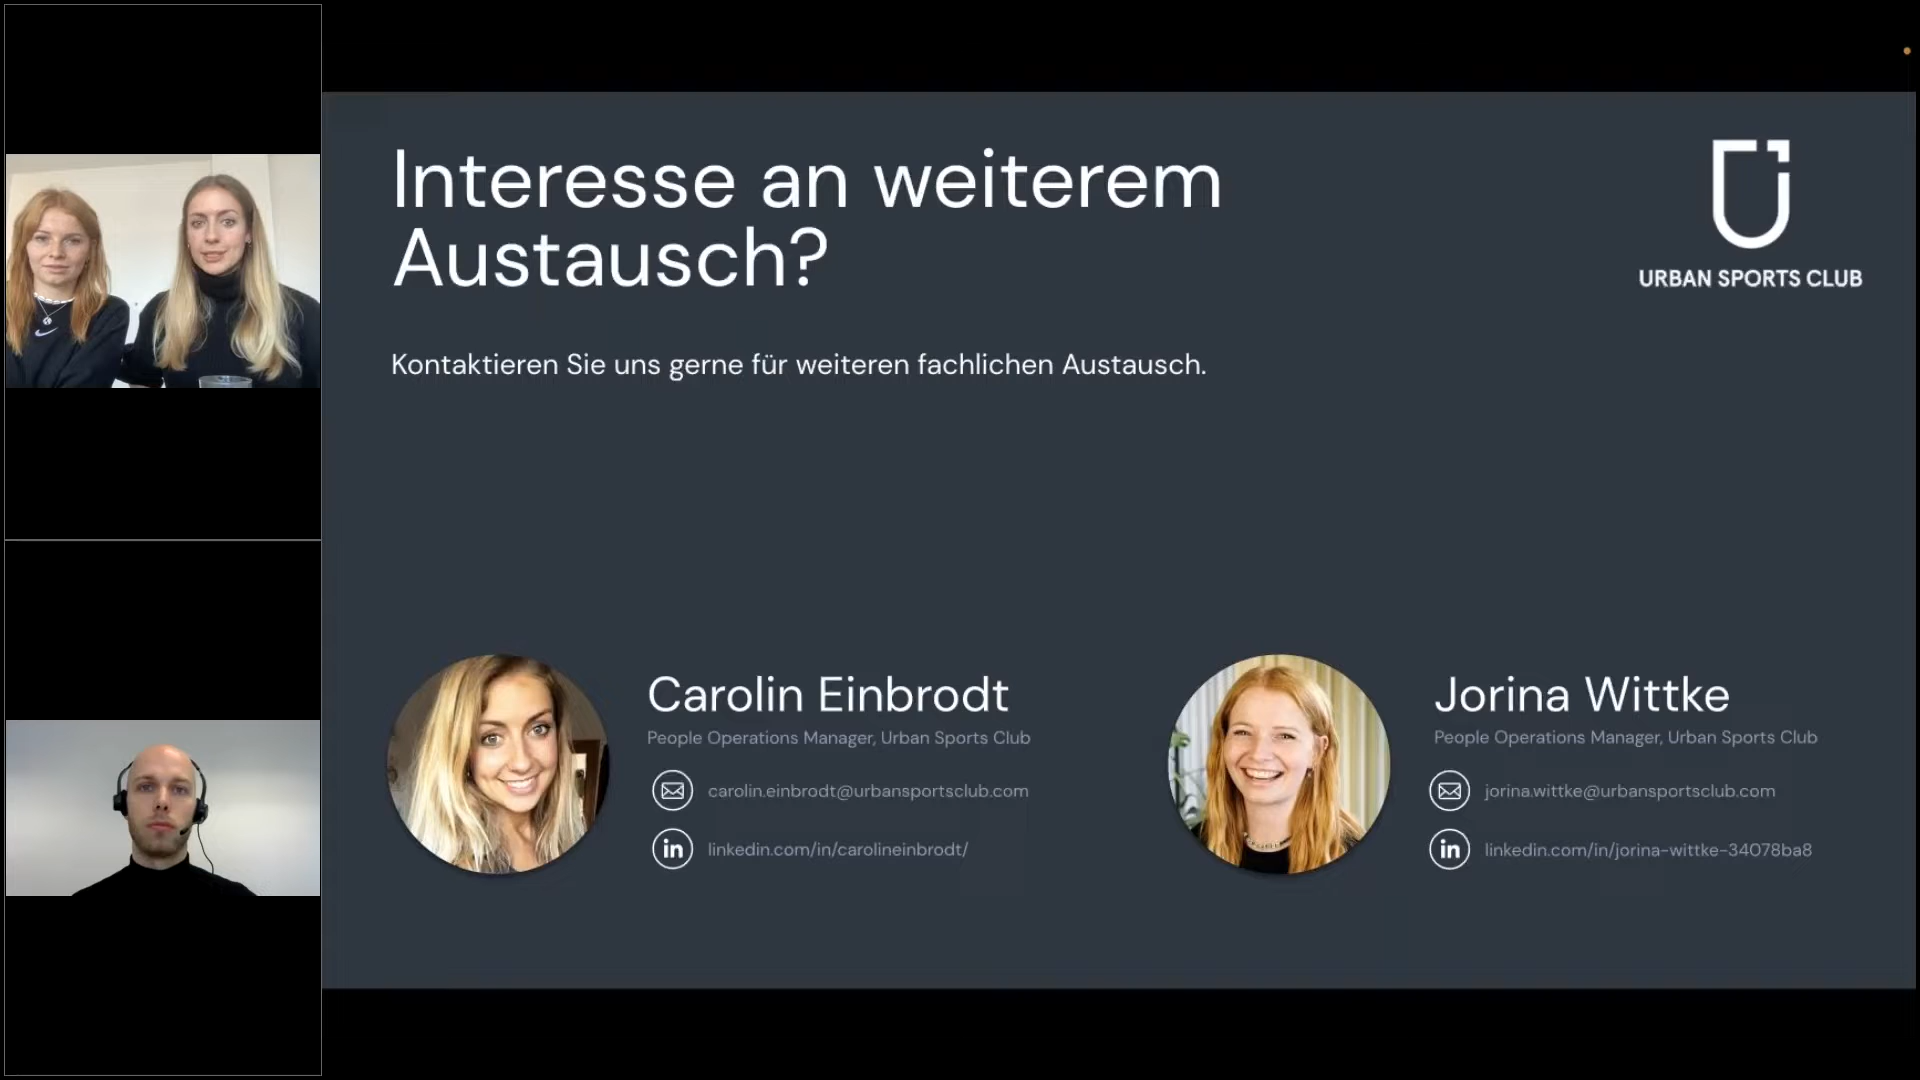 Interesse an weiterem
Austausch?
URBAN SPORTS CLUB
Kontaktieren Sie uns gerne für weiteren fachlichen Austausch.
Carolin Einbrodt
People Operations Manager, Urban Sports Club
carolin.einbrodt@urbansportsclub.com
in
linkedin.com/in/carolineinbrodt/
Jorina Wittke
People Operations Manager, Urban Sports Club
jorina.wittke@urbansportsclub.com
in
linkedin.com/in/jorina-wittke-34078ba8